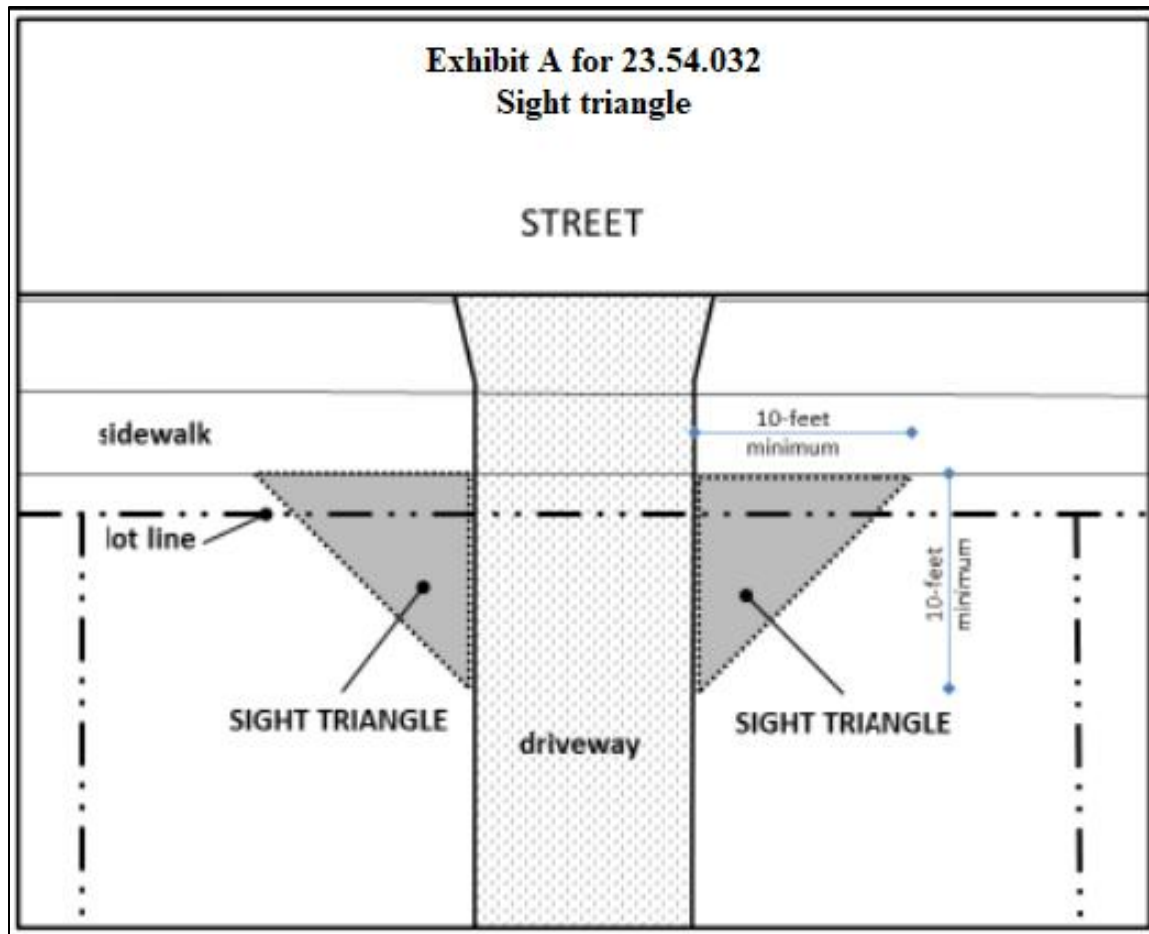 Exhibit A for 23.54.032
Sight triangle
STREET
10-feet
minimum
sidewalk
lot line
10-feet
minimum
SIGHT TRIANGLE
SIGHT TRIANGLE
driveway